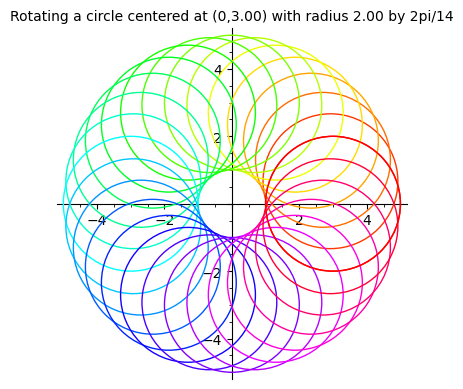 Rotating a circle centered at (0,3.00) with radius 2.00 by 2pi/14
4
2
−4 −2 2 4
−2
−4